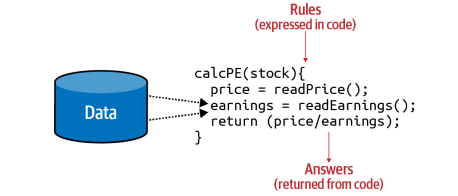 Rules
(expressed in code)
calcPE(stock){
  price = readPrice();
Data
  earnings = readEarnings();
  return (price/earnings);
}
Answers
(returned from code)